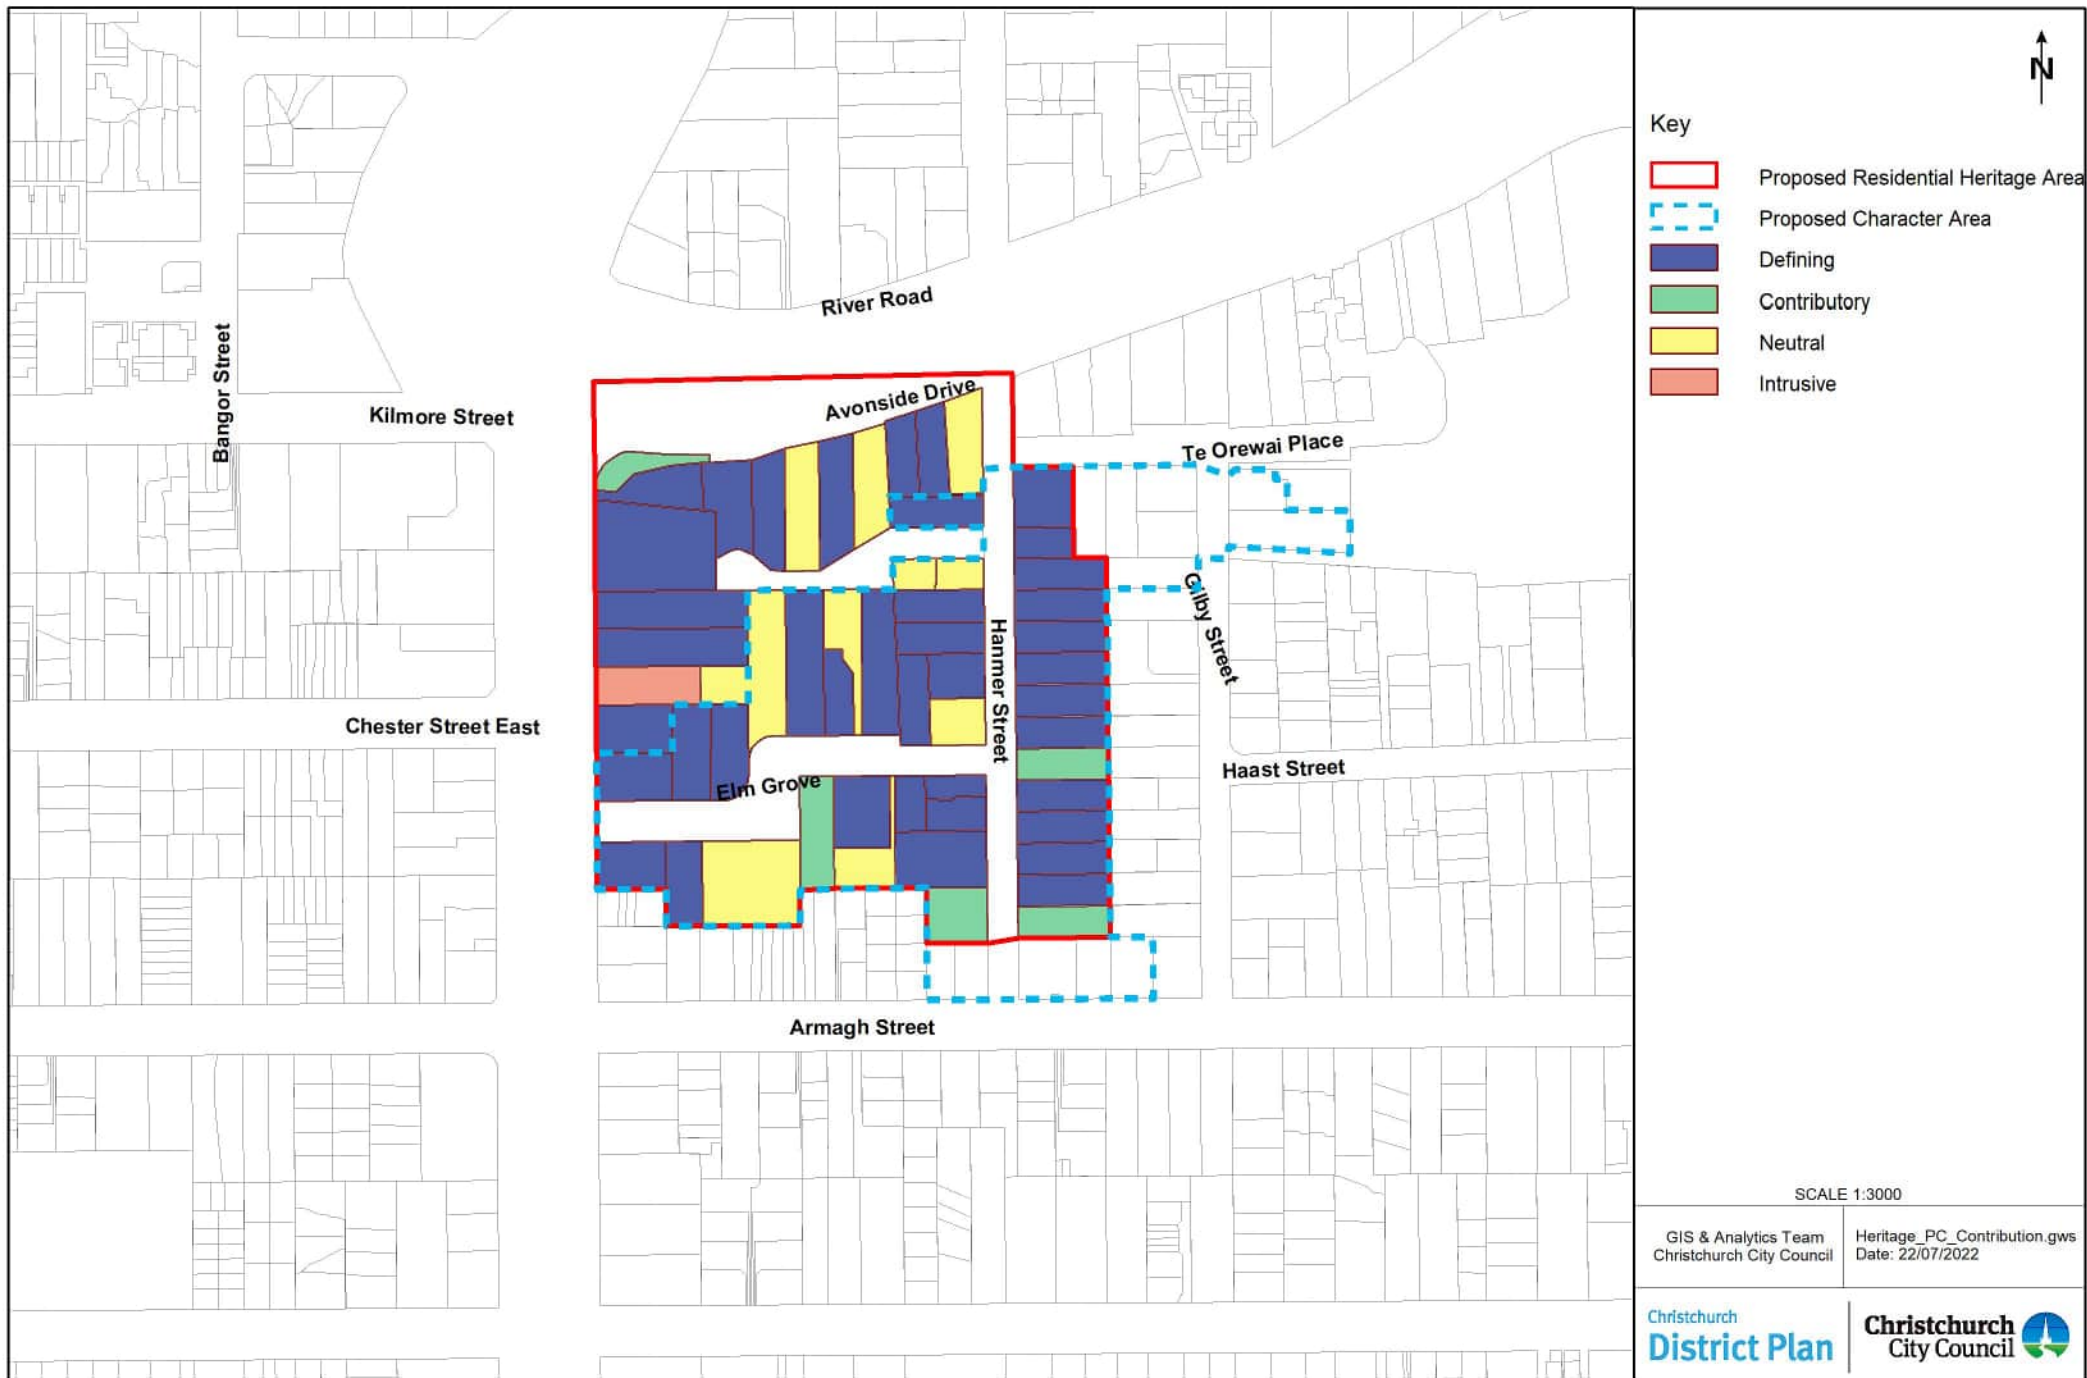 N
Key
Proposed Residential Heritage Area
Proposed Character Area
Defining
Contributory
Neutral
Intrusive
River Road
Bangor Street
Kilmore Street
Avonside Drive
Te Orewai Place
Gilby Street
Hanmer Street
Chester Street East
Elm Grove
Haast Street
Armagh Street
SCALE 1:3000
GIS & Analytics Team
Christchurch City Council
Heritage_PC_Contribution.gws
Date: 22/07/2022
Christchurch
District Plan
Christchurch
City Council